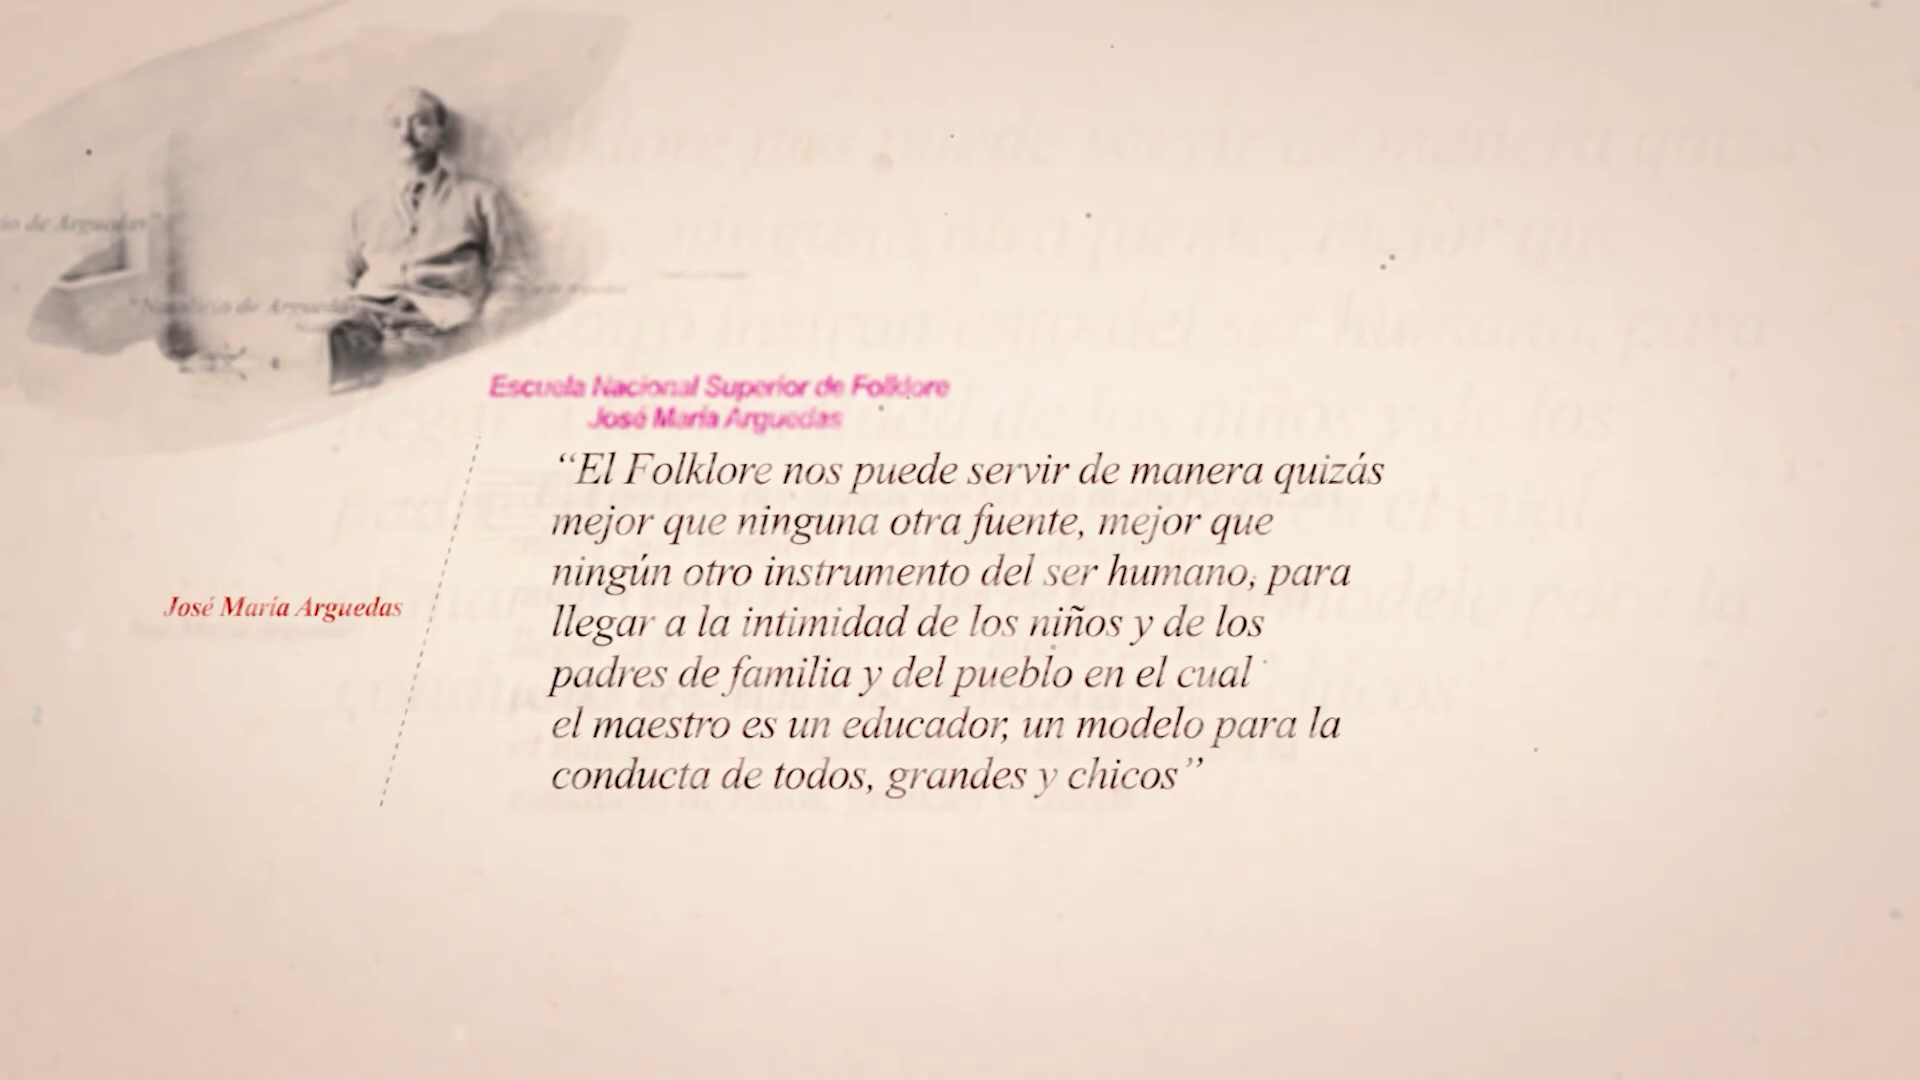 "Natalicio de Arguedas"
Escuela Nacional Superior de Folklore
José María Arguedas
“El Folklore nos puede servir de manera quizás
mejor que ninguna otra fuente, mejor que
ningún otro instrumento del ser humano, para
llegar a la intimidad de los niños y de los
padres de familia y del pueblo en el cual
el maestro es un educador, un modelo para la
conducta de todos, grandes y chicos”
José María Arguedas